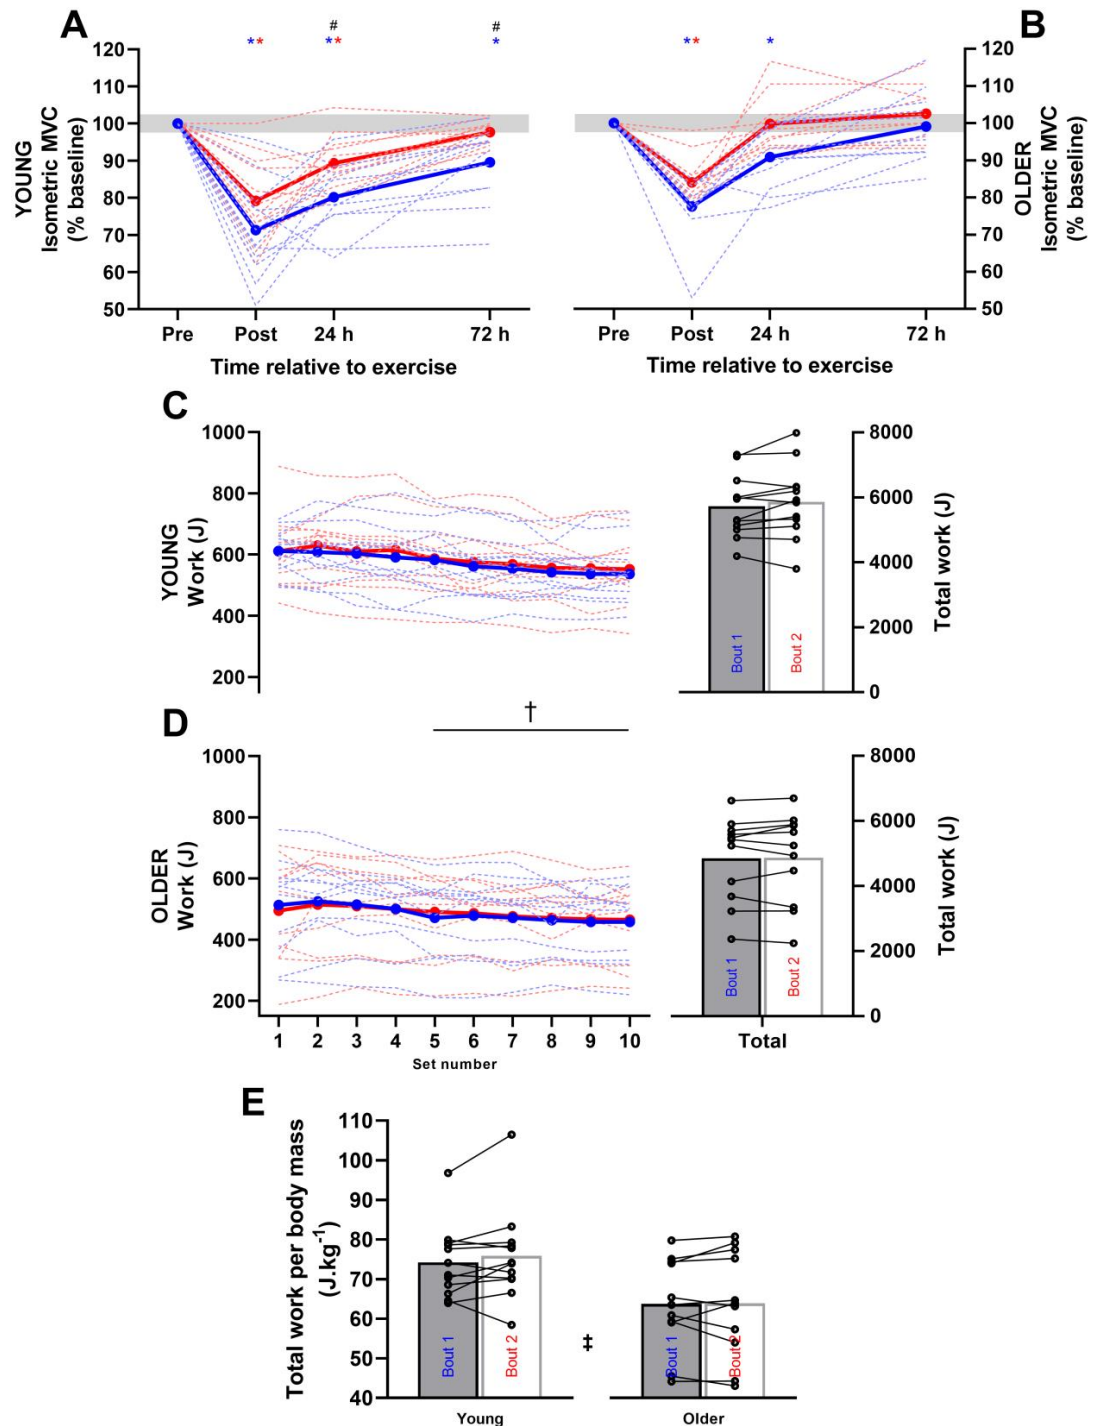 A
B
#
#
**
**
*
**
*
120
110
100
90
80
70
60
50
YOUNG
Isometric MVC
(% baseline)
Pre
Post
24 h
72 h
Time relative to exercise
120
110
100
90
80
70
60
50
OLDER
Isometric MVC
(% baseline)
Pre
Post
24 h
72 h
Time relative to exercise
C
1000
800
600
400
200
YOUNG
Work (J)
8000
6000
4000
2000
0
Total work (J)
Bout 1
Bout 2
D
†
1000
800
600
400
200
OLDER
Work (J)
1
2
3
4
5
6
7
8
9
10
Set number
8000
6000
4000
2000
0
Total work (J)
Bout 1
Bout 2
Total
E
110
100
90
80
70
60
50
40
Total work per body mass
(J.kg⁻¹)
Bout 1
Bout 2
‡
Bout 1
Bout 2
Young
Older